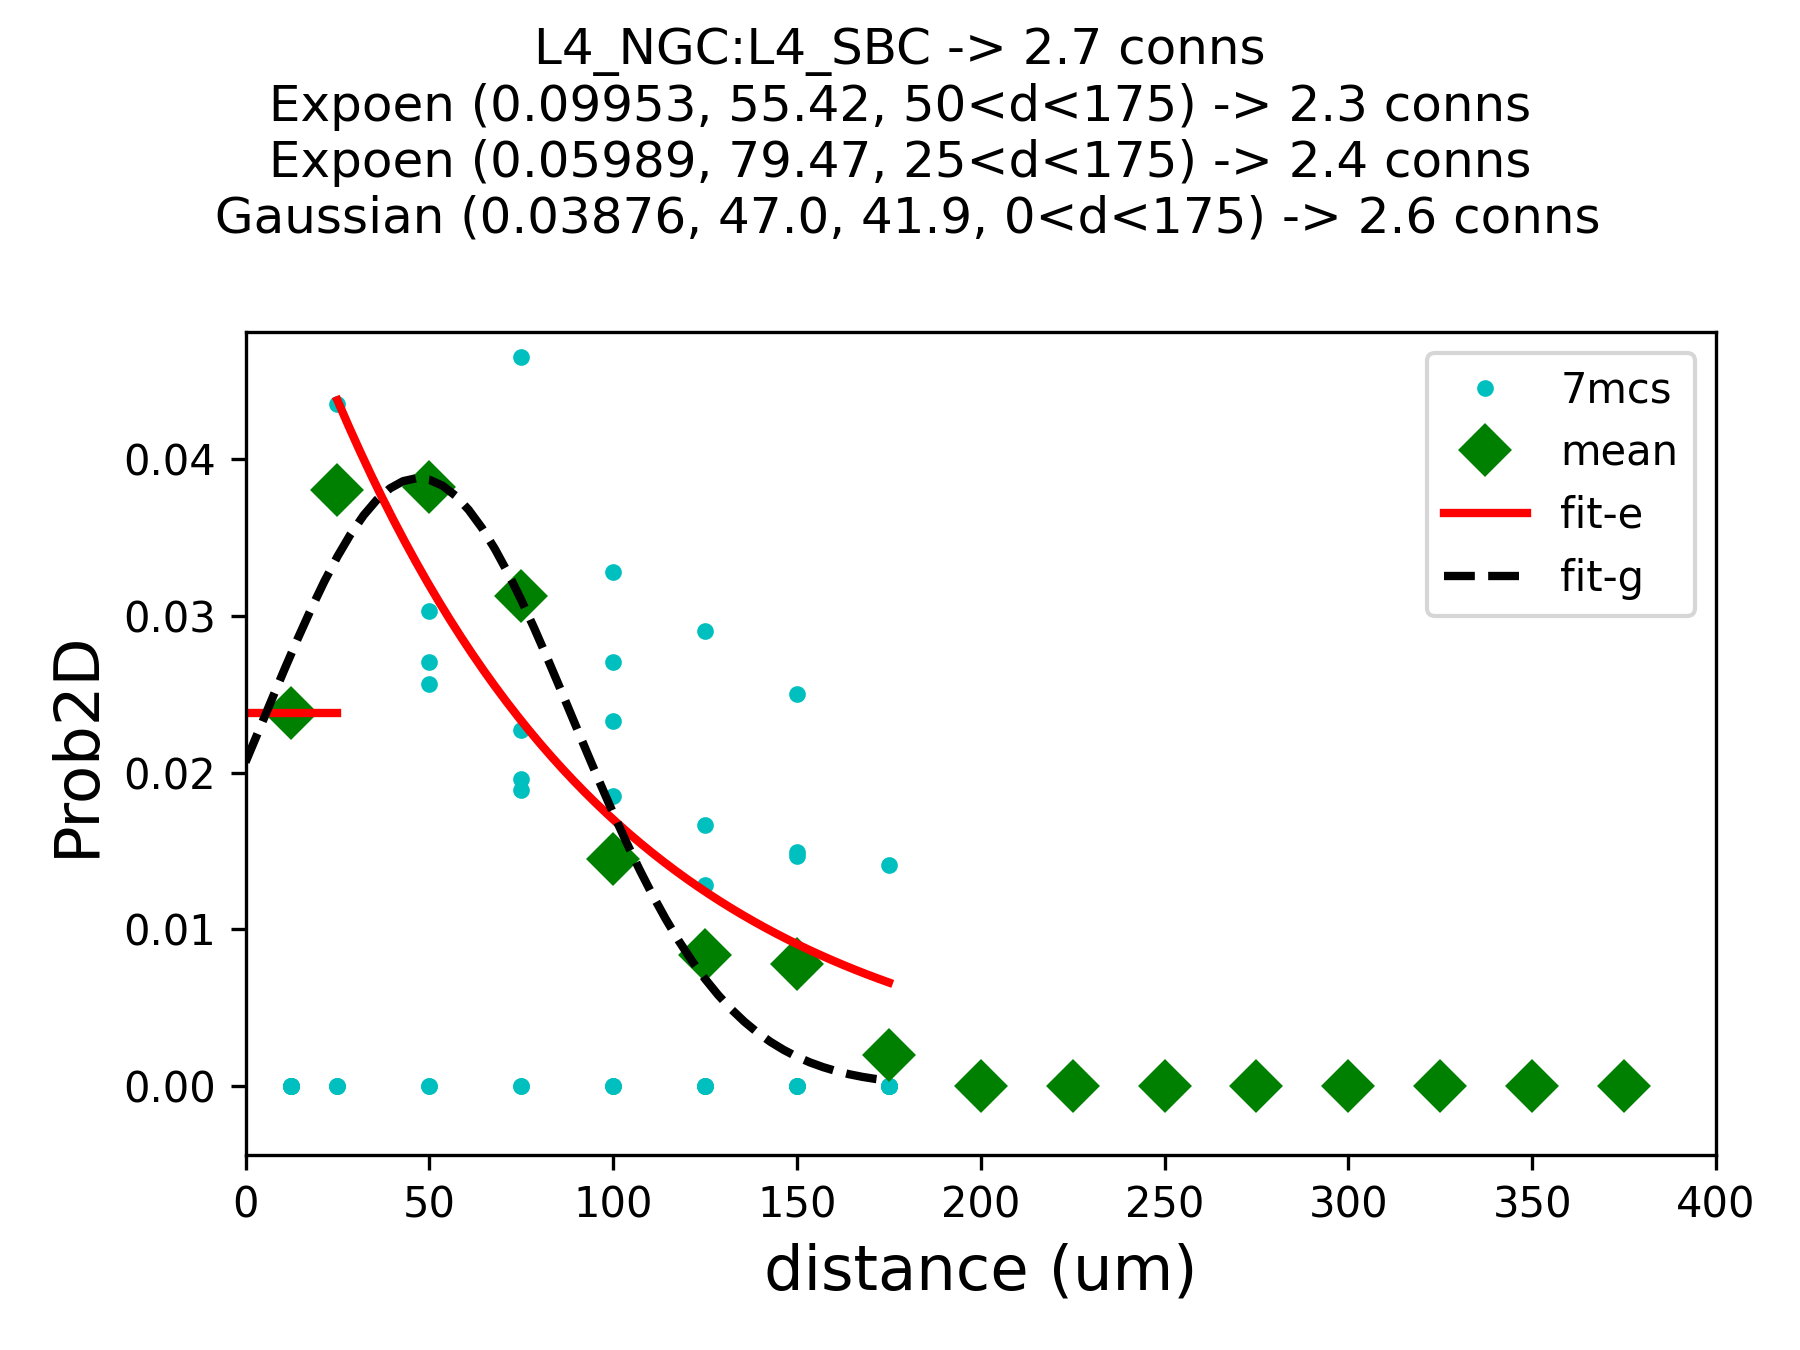 L4_NGC:L4_SBC -> 2.7 conns
Expoen (0.09953, 55.42, 50<d<175) -> 2.3 conns
Expoen (0.05989, 79.47, 25<d<175) -> 2.4 conns
Gaussian (0.03876, 47.0, 41.9, 0<d<175) -> 2.6 conns
7mcs
mean
fit-e
fit-g
Prob2D
0.04
0.03
0.02
0.01
0.00
0 50 100 150 200 250 300 350 400
distance (um)